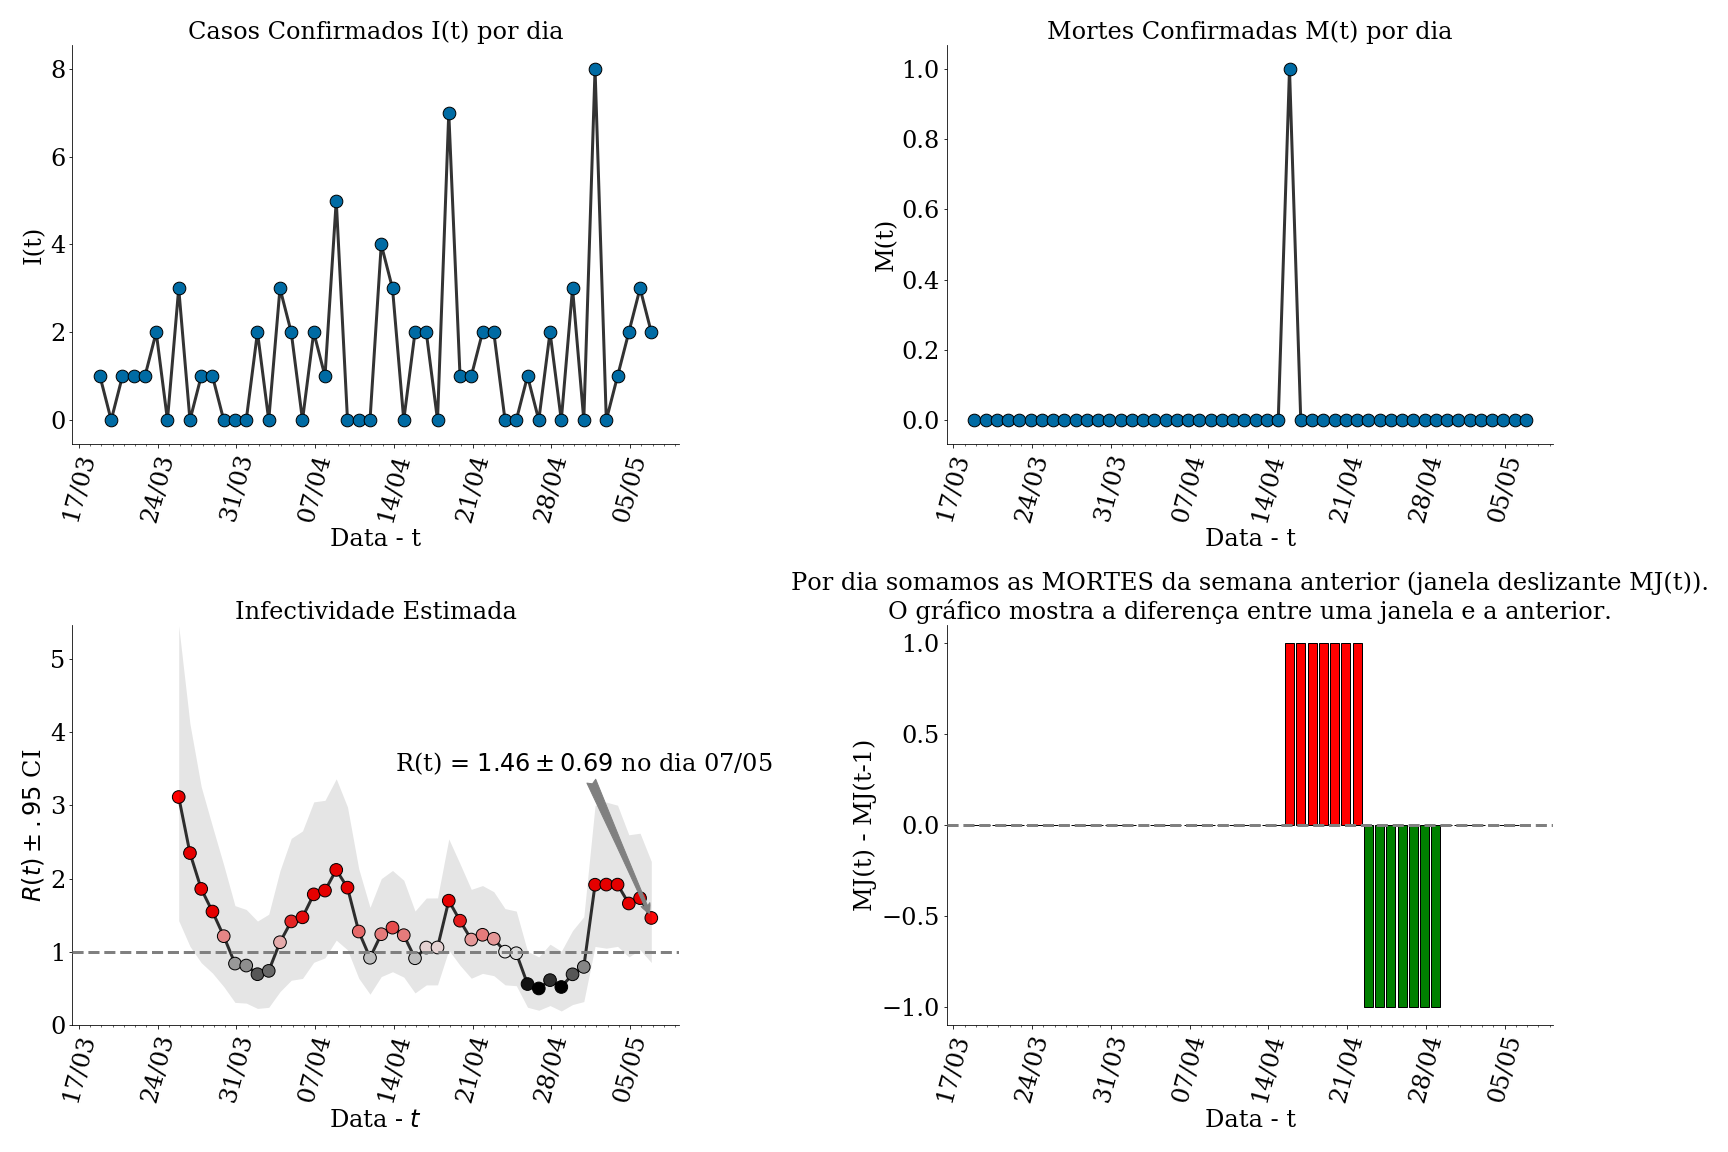 Casos Confirmados I(t) por dia
I(t)
8
6
4
2
0
17/03 24/03 31/03 07/04 14/04 21/04 28/04 05/05
Data - t
Mortes Confirmadas M(t) por dia
M(t)
1.0
0.8
0.6
0.4
0.2
0.0
17/03 24/03 31/03 07/04 14/04 21/04 28/04 05/05
Data - t
Infectividade Estimada
R(t) ± .95 CI
5
4
3
2
1
0
R(t) = 1.46 ± 0.69 no dia 07/05
17/03 24/03 31/03 07/04 14/04 21/04 28/04 05/05
Data - t
Por dia somamos as MORTES da semana anterior (janela deslizante MJ(t)).
O gráfico mostra a diferença entre uma janela e a anterior.
MJ(t) - MJ(t-1)
1.0
0.5
0.0
−0.5
−1.0
17/03 24/03 31/03 07/04 14/04 21/04 28/04 05/05
Data - t